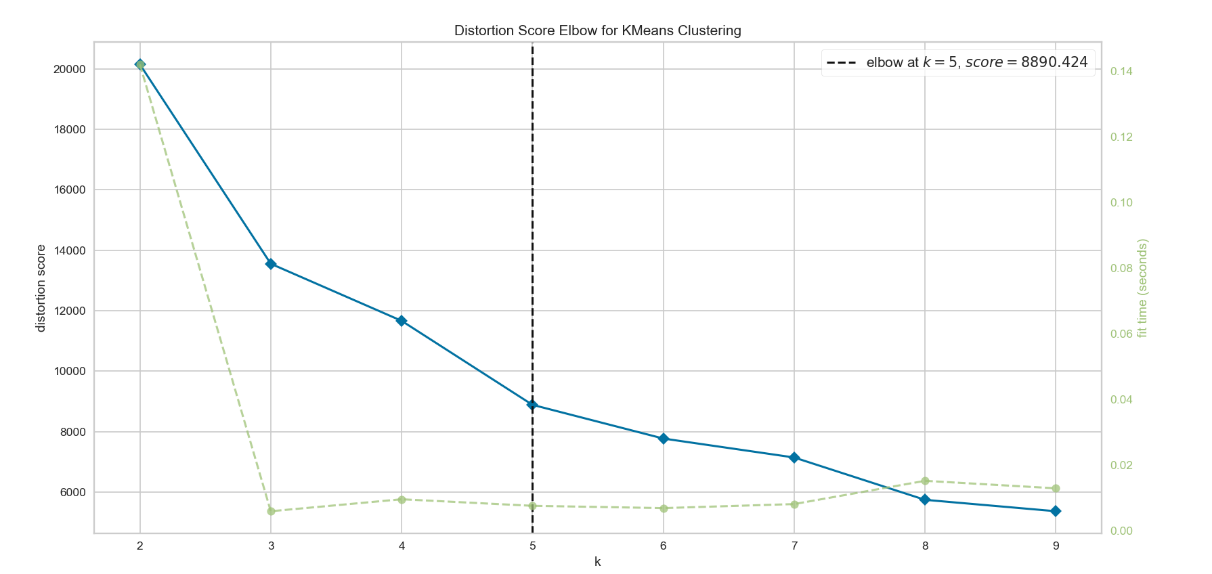 Distortion Score Elbow for KMeans Clustering
elbow at k = 5, score = 8890.424
distortion score
20000
18000
16000
14000
12000
10000
8000
6000
0.14
0.12
0.10
0.08
0.06
0.04
0.02
0.00
fit time (seconds)
2 3 4 5 6 7 8 9
k